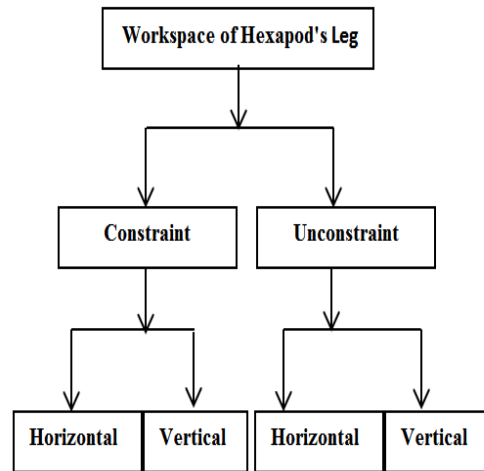 Workspace of Hexapod's Leg
Constraint
Unconstraint
Horizontal
Vertical
Horizontal
Vertical